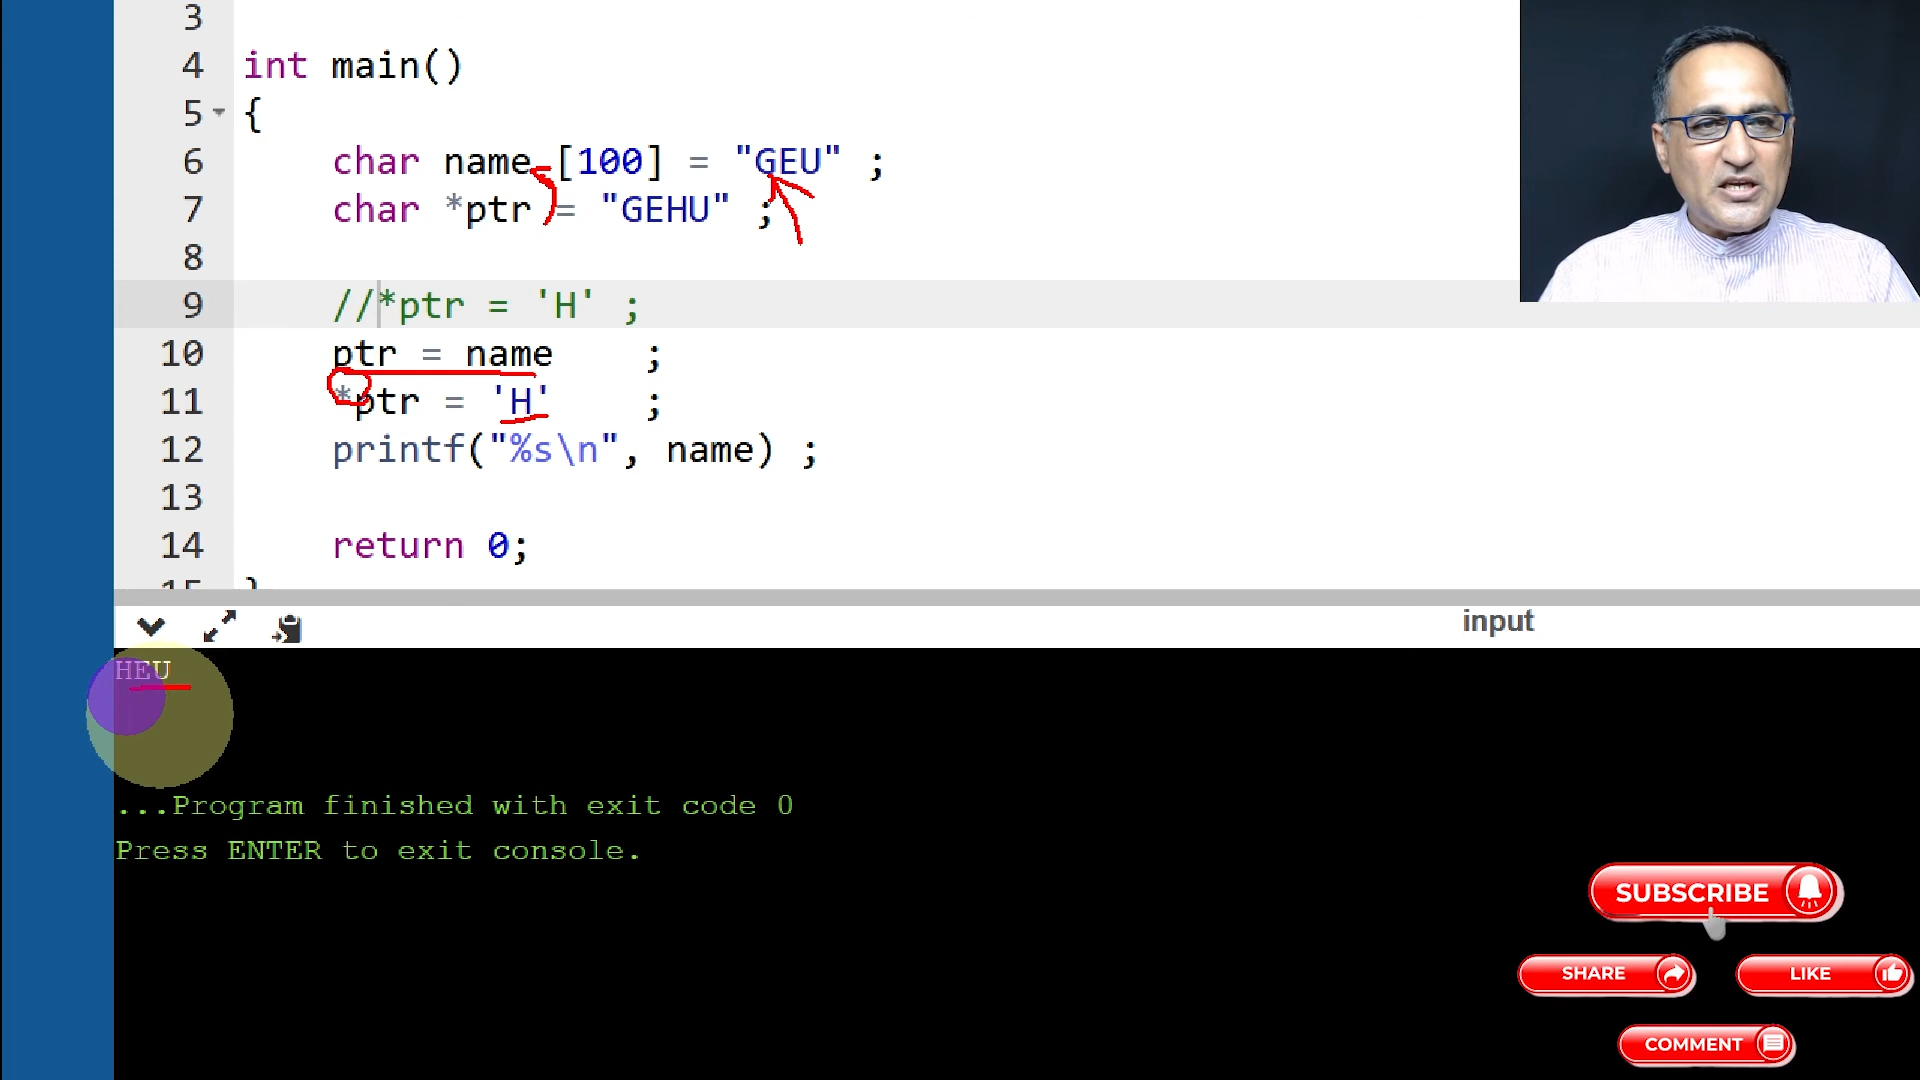 3
4 int main()
5 {
6 char name [100] = "GEU" ;
7 char *ptr = "GEHU" ;
8
9 //*ptr = 'H' ;
10 ptr = name ;
11 *ptr = 'H' ;
12 printf("%s\n", name) ;
13
14 return 0;
15 }
input
HEU
...Program finished with exit code 0
Press ENTER to exit console.
SUBSCRIBE
SHARE
LIKE
COMMENT